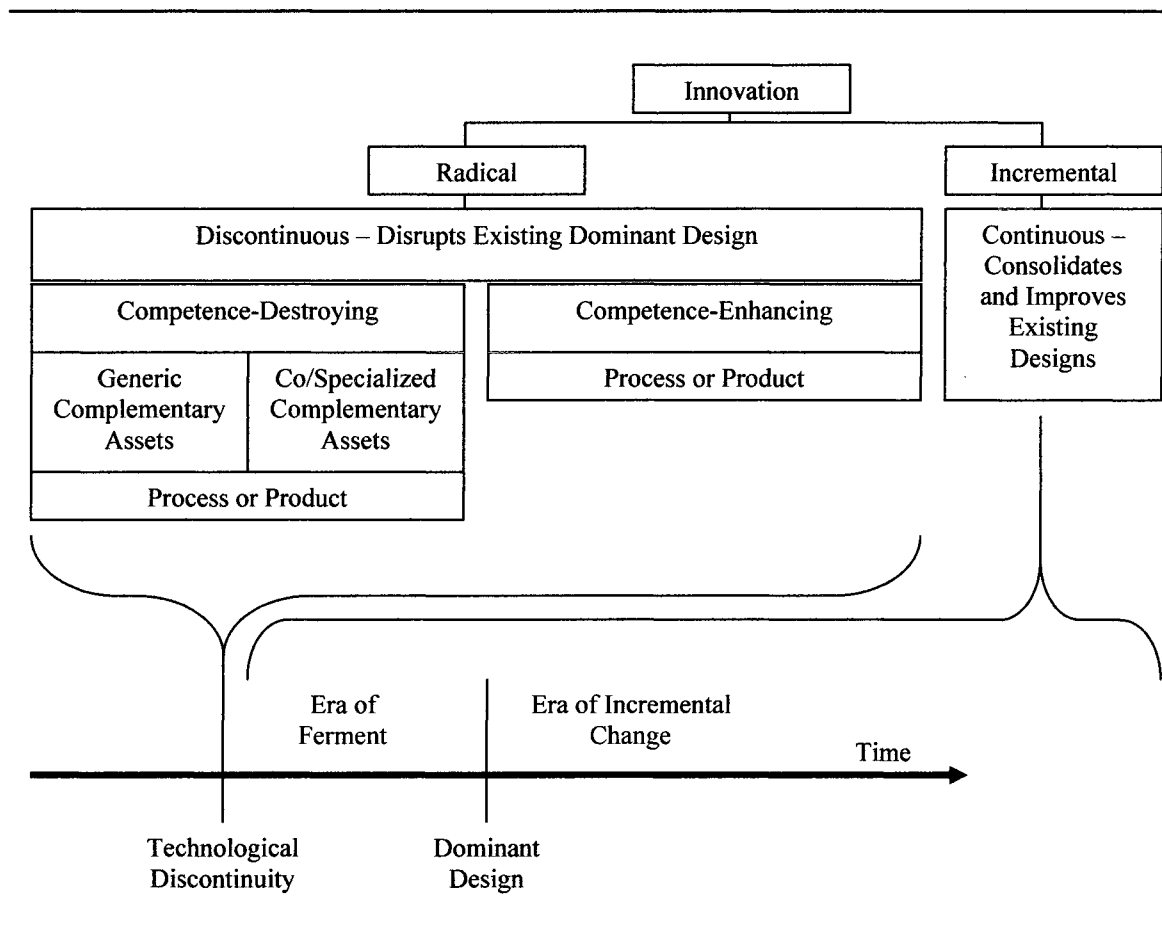 Innovation
Radical
Incremental
Discontinuous – Disrupts Existing Dominant Design
Continuous –
Consolidates
and Improves
Existing
Designs
Competence-Destroying
Competence-Enhancing
Generic
Complementary
Assets
Co/Specialized
Complementary
Assets
Process or Product
Process or Product
Era of
Ferment
Era of Incremental
Change
Time
Technological
Discontinuity
Dominant
Design